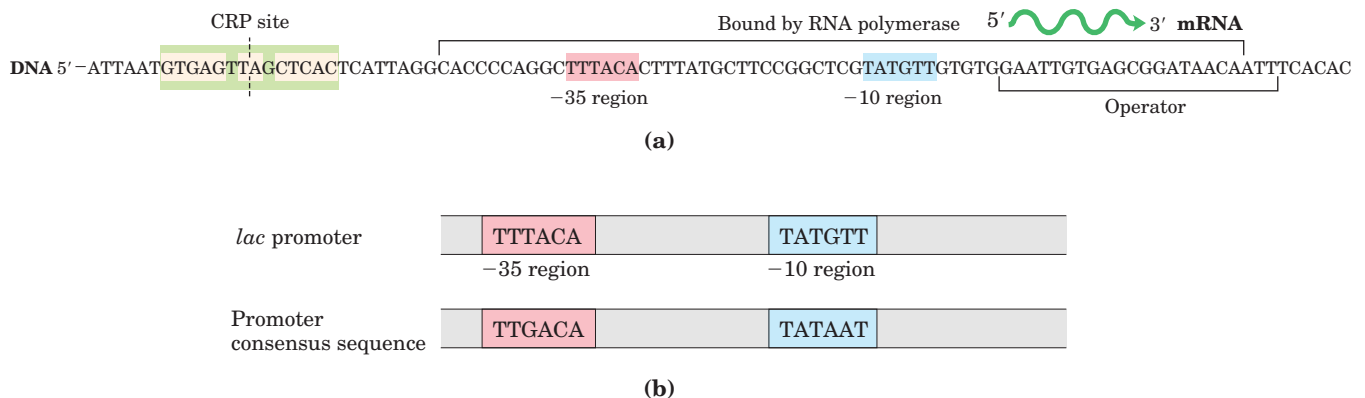 CRP site
Bound by RNA polymerase 5′ 3′ mRNA
DNA 5′ –ATTAATGTGAGTTAGCTCACTCATTAGGCACCCCAGGCTTTACACTTTATGCTTCCGGCTCGTATGTTGTGTGGAATTGTGAGCGGATAACAATTTCACAC
−35 region −10 region Operator
(a)
lac promoter TTTACA TATGTT
−35 region −10 region
Promoter
consensus sequence TTGACA TATAAT
(b)